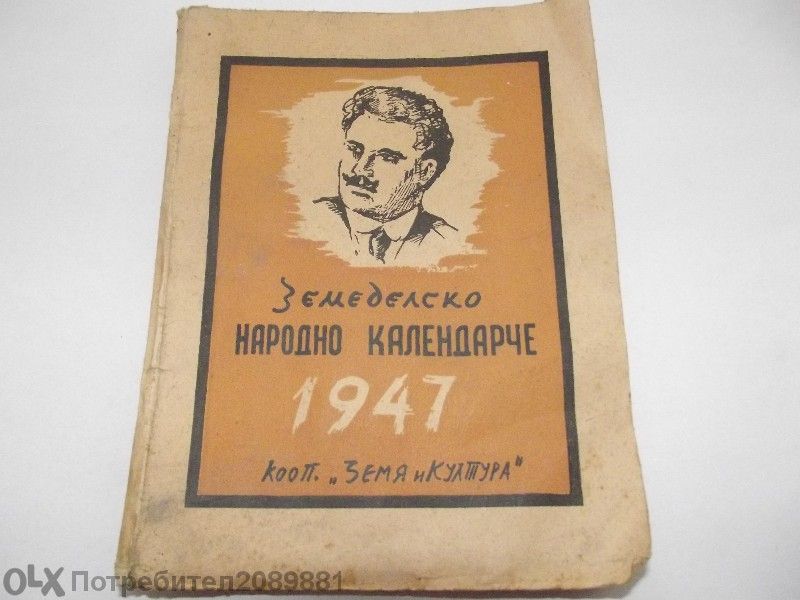 Земеделско
НАРОДНО КАЛЕНДАРЧЕ
1947
Кооп. „Земя и Култура"
OLX Потребител2089881